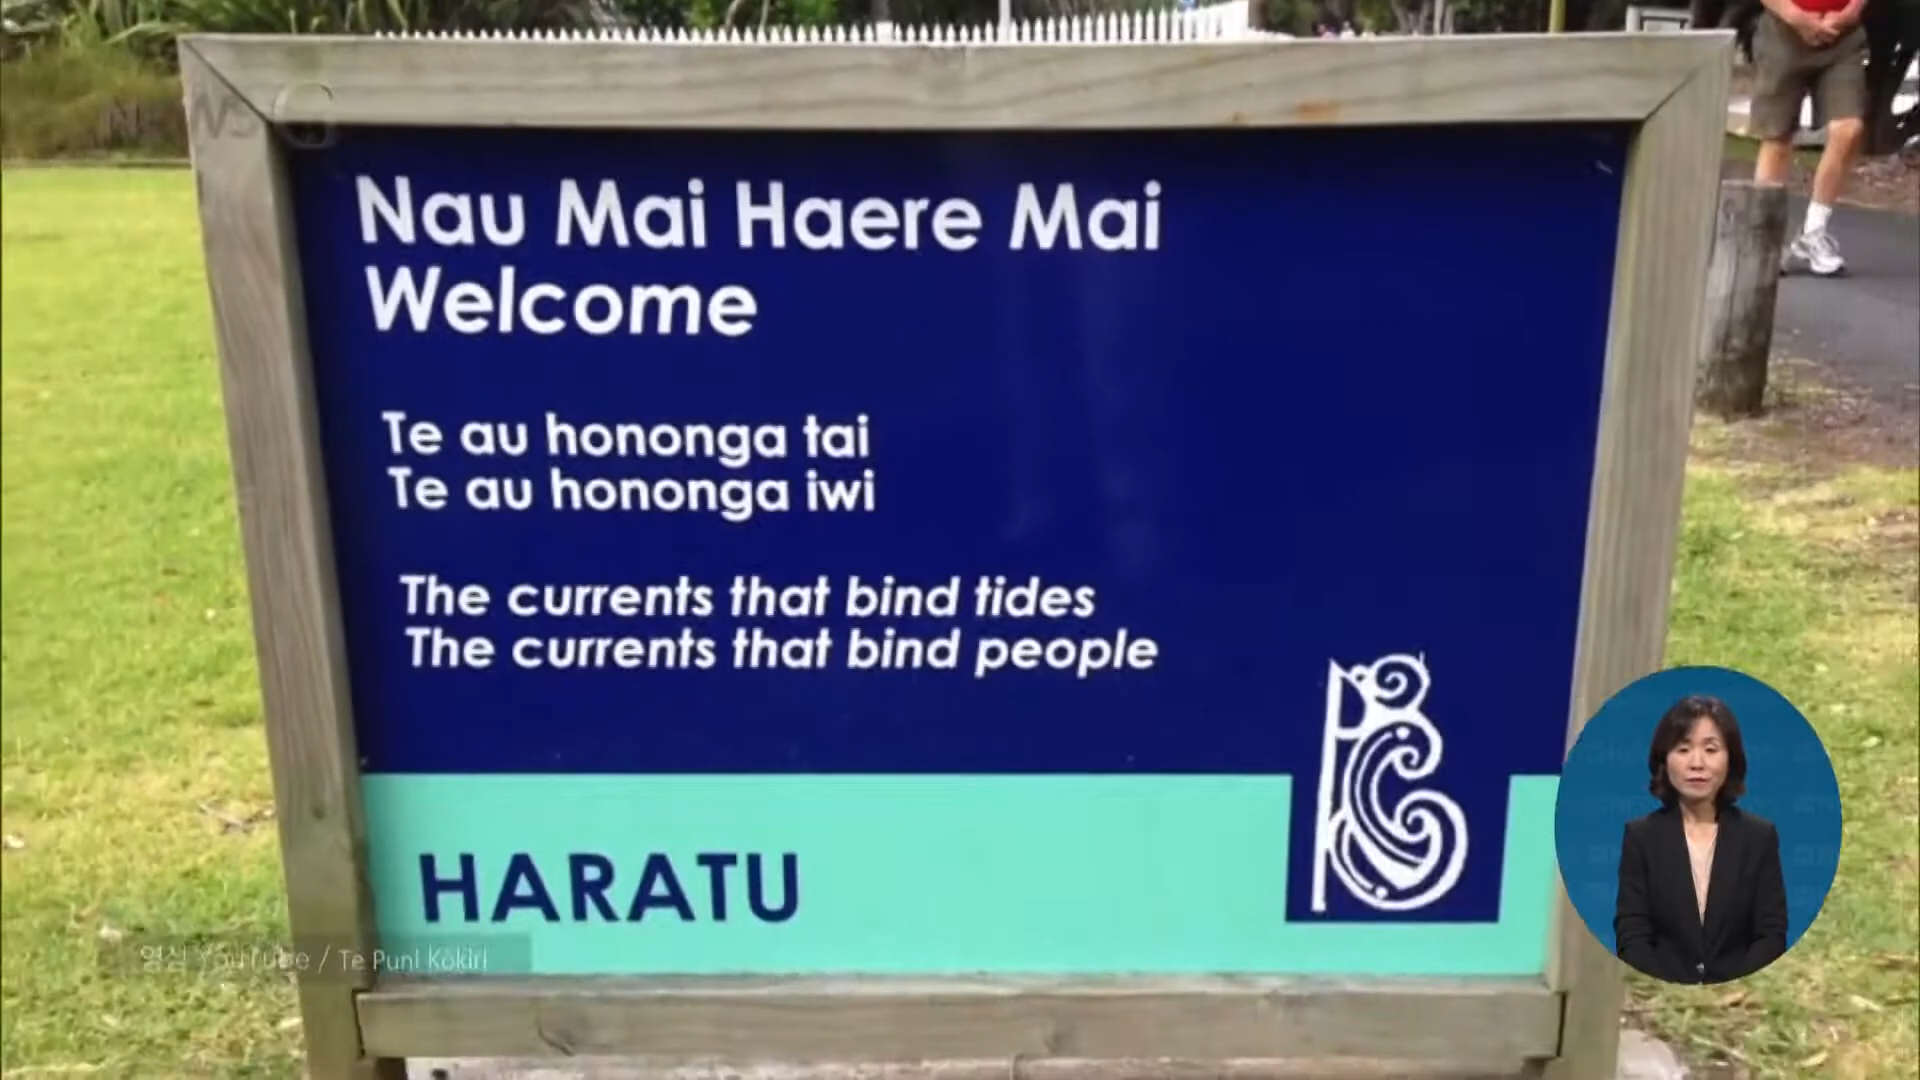 Nau Mai Haere Mai
Welcome
Te au hononga tai
Te au hononga iwi
The currents that bind tides
The currents that bind people
HARATU
영상 YouTube / Te Puni Kōkiri